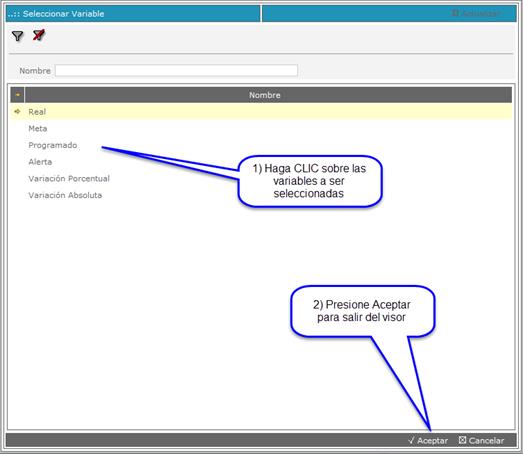 ..:: Seleccionar Variable
Actualizar
Nombre
Nombre
Real
Meta
Programado
Alerta
Variación Porcentual
Variación Absoluta
1) Haga CLIC sobre las
variables a ser
seleccionadas
2) Presione Aceptar
para salir del visor
√ Aceptar
Cancelar